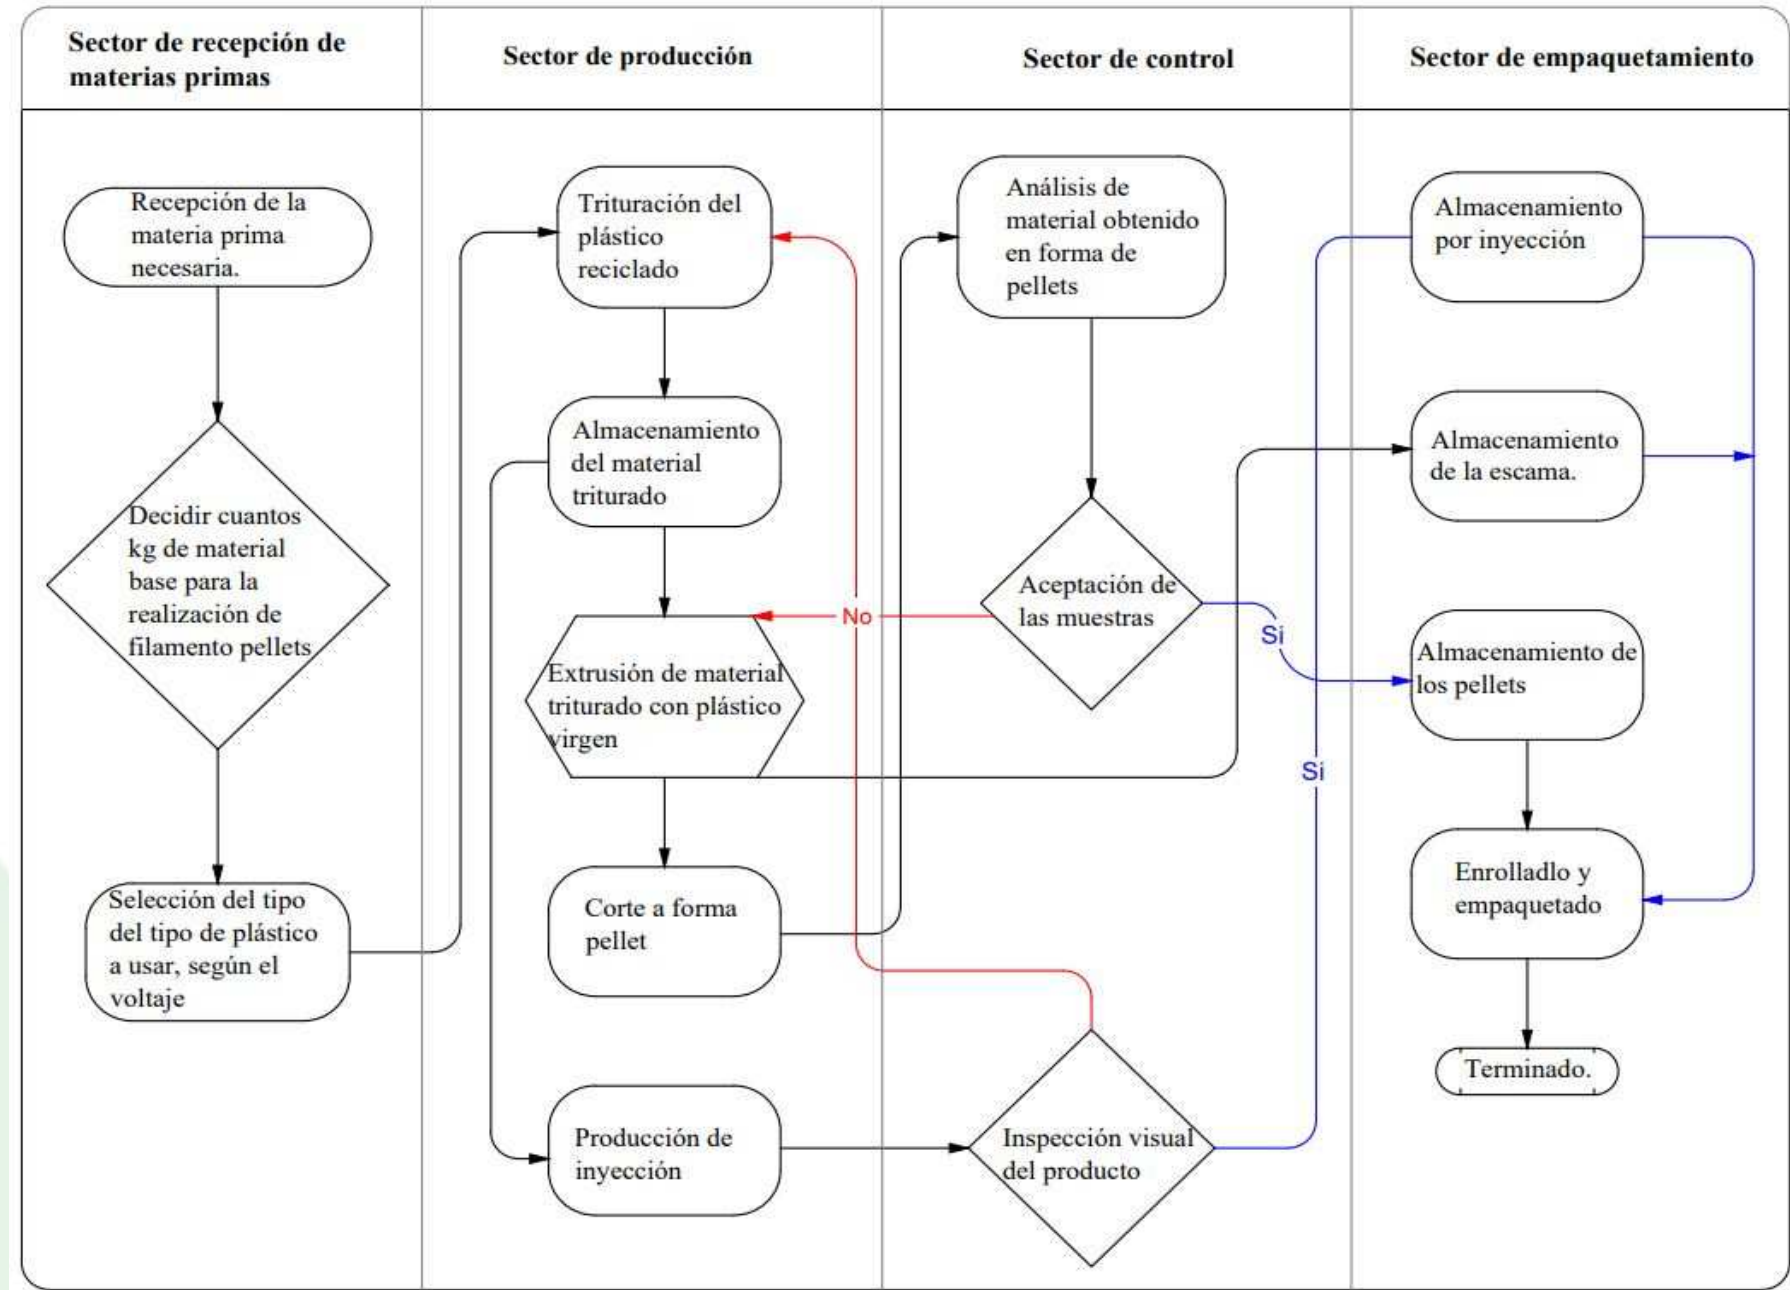 Sector de recepción de
materias primas
Sector de producción
Sector de control
Sector de empaquetamiento
Recepción de la
materia prima
necesaria.
Decidir cuantos
kg de material
base para la
realización de
filamento pellets
Selección del tipo
del tipo de plástico
a usar, según el
voltaje
Trituración del
plástico
reciclado
Almacenamiento
del material
triturado
Extrusión de material
triturado con plástico
virgen
Corte a forma
pellet
Producción de
inyección
No
Análisis de
material obtenido
en forma de
pellets
Aceptación de
las muestras
Si
Inspección visual
del producto
Si
Almacenamiento
por inyección
Almacenamiento
de la escama.
Almacenamiento de
los pellets
Enrolladlo y
empaquetado
Terminado.